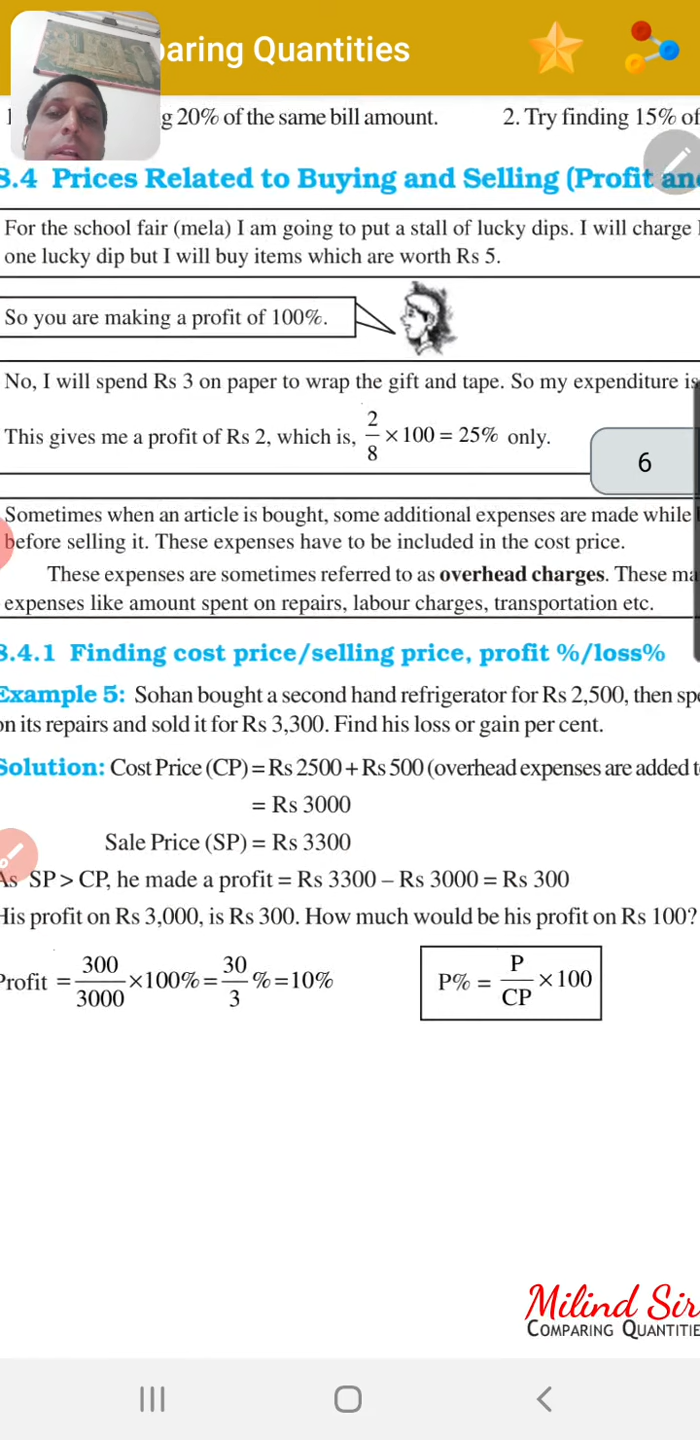 aring Quantities
g 20% of the same bill amount. 2. Try finding 15% of
8.4 Prices Related to Buying and Selling (Profit and
For the school fair (mela) I am going to put a stall of lucky dips. I will charge
one lucky dip but I will buy items which are worth Rs 5.
So you are making a profit of 100%.
No, I will spend Rs 3 on paper to wrap the gift and tape. So my expenditure is
This gives me a profit of Rs 2, which is, 2/8 × 100 = 25% only.
6
Sometimes when an article is bought, some additional expenses are made while
before selling it. These expenses have to be included in the cost price.
These expenses are sometimes referred to as overhead charges. These ma
expenses like amount spent on repairs, labour charges, transportation etc.
8.4.1 Finding cost price/selling price, profit %/loss%
Example 5: Sohan bought a second hand refrigerator for Rs 2,500, then spe
on its repairs and sold it for Rs 3,300. Find his loss or gain per cent.
Solution: Cost Price (CP) = Rs 2500 + Rs 500 (overhead expenses are added t
= Rs 3000
Sale Price (SP) = Rs 3300
As SP > CP, he made a profit = Rs 3300 – Rs 3000 = Rs 300
His profit on Rs 3,000, is Rs 300. How much would be his profit on Rs 100?
Profit = 300/3000 × 100% = 30/3 % = 10% P% = P/CP × 100
Milind Sir
COMPARING QUANTITIE